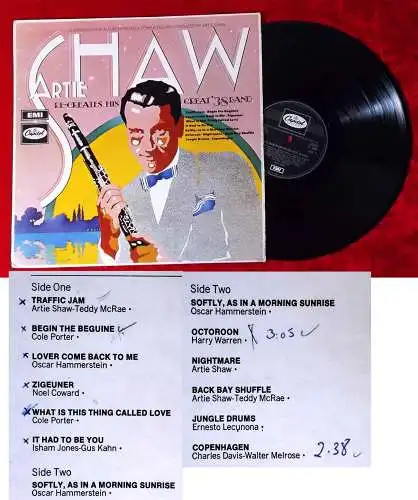 SHAW
ARTIE
RE-CREATES HIS GREAT '38 BAND
EMI
Capitol
Side One
× TRAFFIC JAM
Artie Shaw-Teddy McRae •
× BEGIN THE BEGUINE
Cole Porter •
× LOVER COME BACK TO ME
Oscar Hammerstein •
× ZIGEUNER
Noel Coward •
× WHAT IS THIS THING CALLED LOVE
Cole Porter •
× IT HAD TO BE YOU
Isham Jones-Gus Kahn •
Side Two
SOFTLY, AS IN A MORNING SUNRISE
Oscar Hammerstein •
Side Two
SOFTLY, AS IN A MORNING SUNRISE
Oscar Hammerstein •
OCTOROON
Harry Warren • 3:05
NIGHTMARE
Artie Shaw •
BACK BAY SHUFFLE
Artie Shaw-Teddy McRae •
JUNGLE DRUMS
Ernesto Lecynona •
COPENHAGEN
Charles Davis-Walter Melrose • 2.38